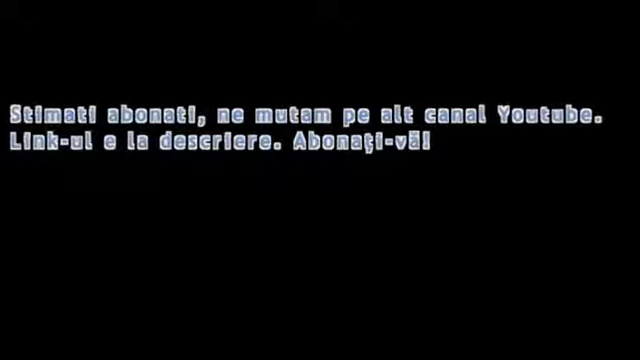 Stimati abonati, ne mutam pe alt canal Youtube.
Link-ul e la descriere. Abonaţi-vă!